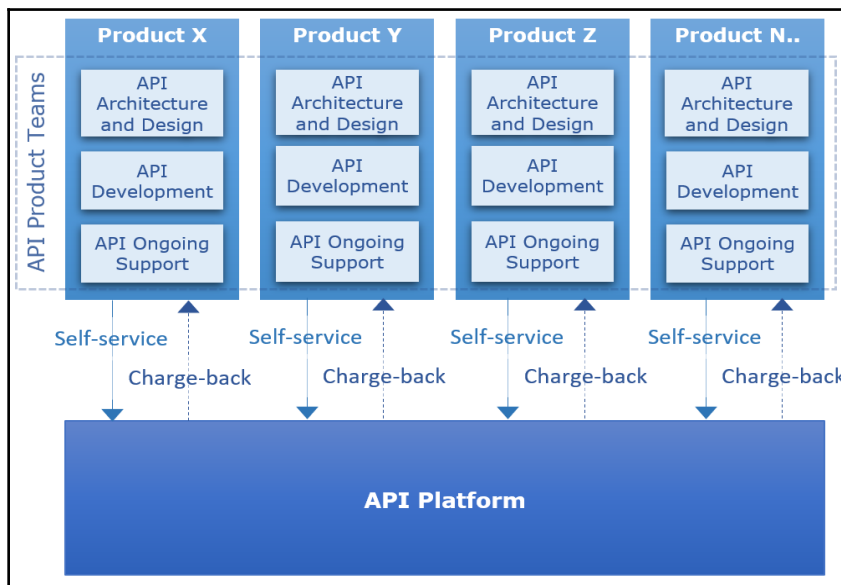 API Product Teams
Product X
API
Architecture
and Design
API
Development
API Ongoing
Support
Product Y
API
Architecture
and Design
API
Development
API Ongoing
Support
Product Z
API
Architecture
and Design
API
Development
API Ongoing
Support
Product N..
API
Architecture
and Design
API
Development
API Ongoing
Support
Self-service
Charge-back
Self-service
Charge-back
Self-service
Charge-back
Self-service
Charge-back
API Platform